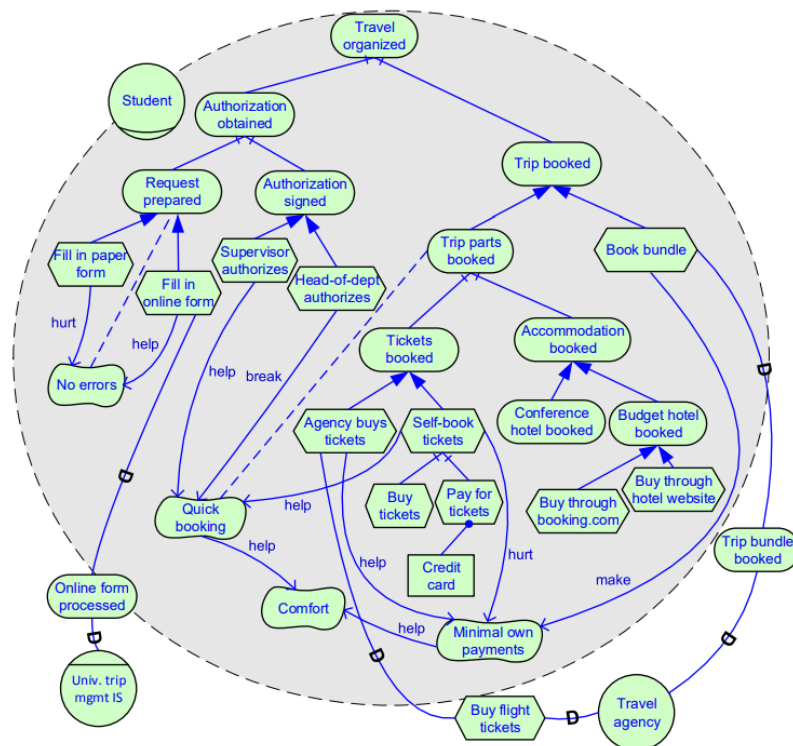 Travel
organized
Student
Authorization
obtained
Trip booked
Request
prepared
Authorization
signed
Fill in paper
form
Supervisor
authorizes
Trip parts
booked
Book bundle
Fill in
online form
Head-of-dept
authorizes
hurt
help
No errors
help
break
Tickets
booked
Accommodation
booked
D
Agency buys
tickets
Self-book
tickets
Conference
hotel booked
Budget hotel
booked
D
Quick
booking
help
Buy
tickets
Pay for
tickets
Buy through
booking.com
Buy through
hotel website
help
help
hurt
Credit
card
Trip bundle
booked
Online form
processed
Comfort
make
help
Minimal own
payments
D
D
D
Univ. trip
mgmt IS
Buy flight
tickets
D
Travel
agency